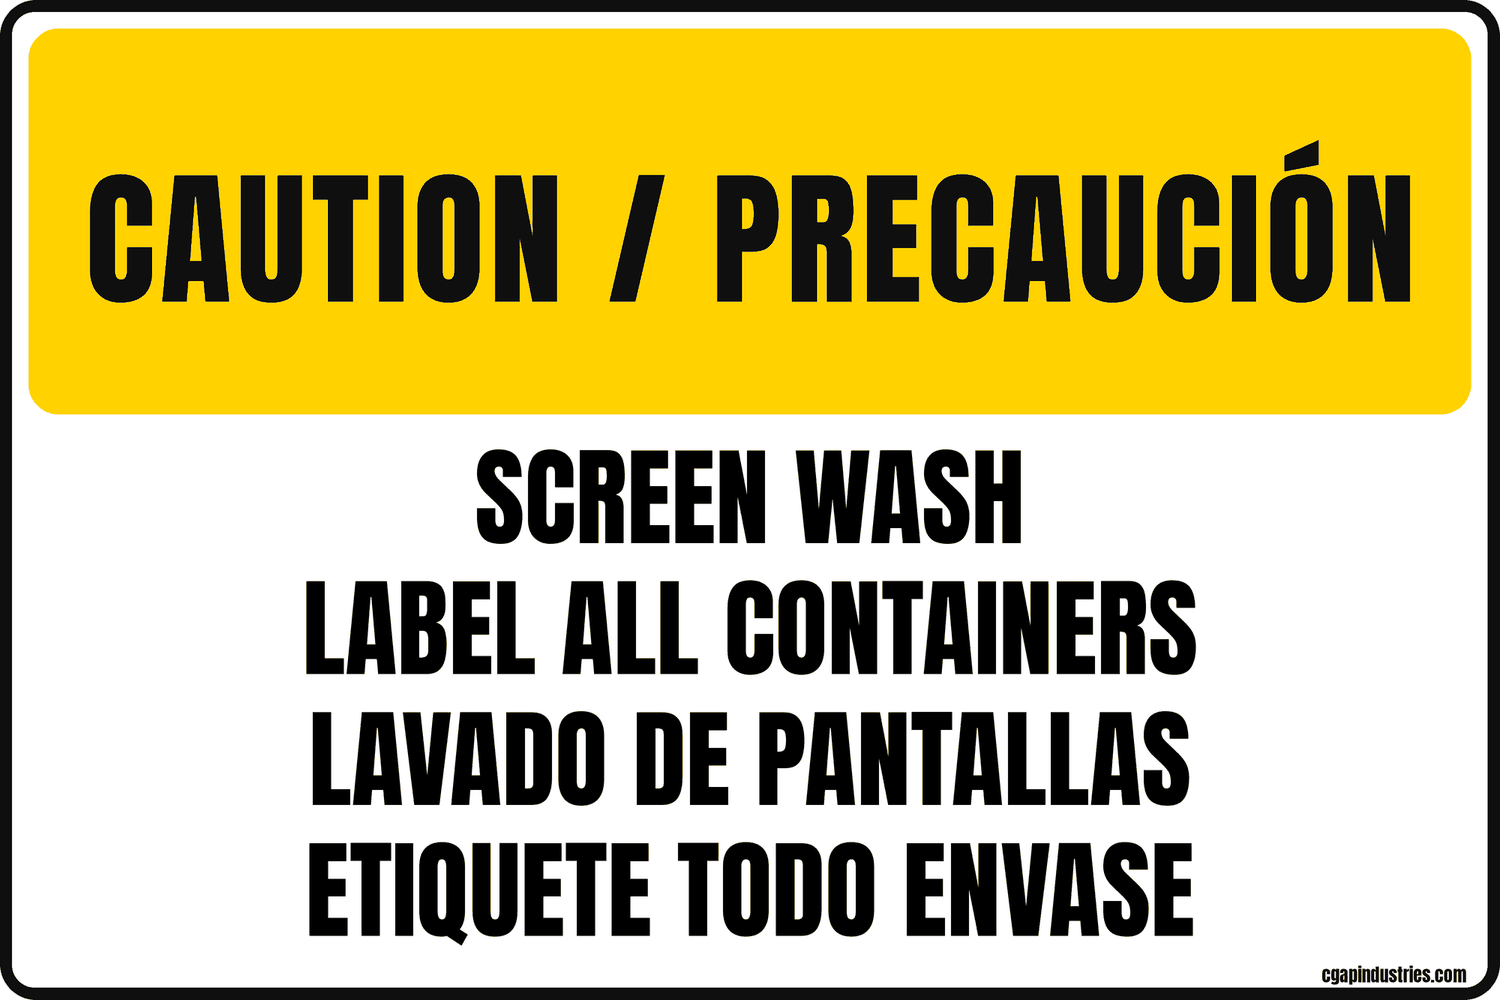 CAUTION / PRECAUCIÓN
SCREEN WASH
LABEL ALL CONTAINERS
LAVADO DE PANTALLAS
ETIQUETE TODO ENVASE
cgapindustries.com